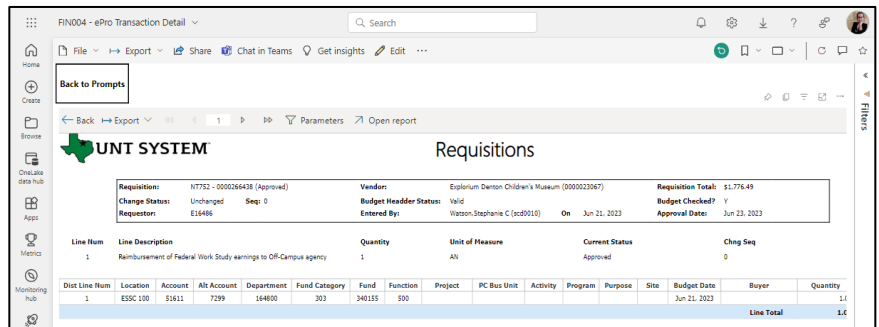 FIN004 - ePro Transaction Detail
Search
File Export Share Chat in Teams Get insights Edit ...
Home
Create
Browse
OneLake
data hub
Apps
Metrics
Monitoring
hub
Back to Prompts
Filters
Back Export 1 Parameters Open report
UNT SYSTEM Requisitions
Requisition: NT752 - 0000266438 (Approved) Vendor: Explorium Denton Children's Museum (0000023067) Requisition Total: $1,776.49
Change Status: Unchanged Seq: 0 Budget Headder Status: Valid Budget Checked? Y
Requestor: E16486 Entered By: Watson,Stephanie C (scd0010) On Jun 21, 2023 Approval Date: Jun 23, 2023
Line Num Line Description Quantity Unit of Measure Current Status Chng Seq
1 Reimbursement of Federal Work Study earnings to Off-Campus agency 1 AN Approved 0
Dist Line Num Location Account Alt Account Department Fund Category Fund Function Project PC Bus Unit Activity Program Purpose Site Budget Date Buyer Quantity
1 ESSC 100 51611 7299 164800 303 340155 500 Jun 21, 2023 1.0
Line Total 1.0